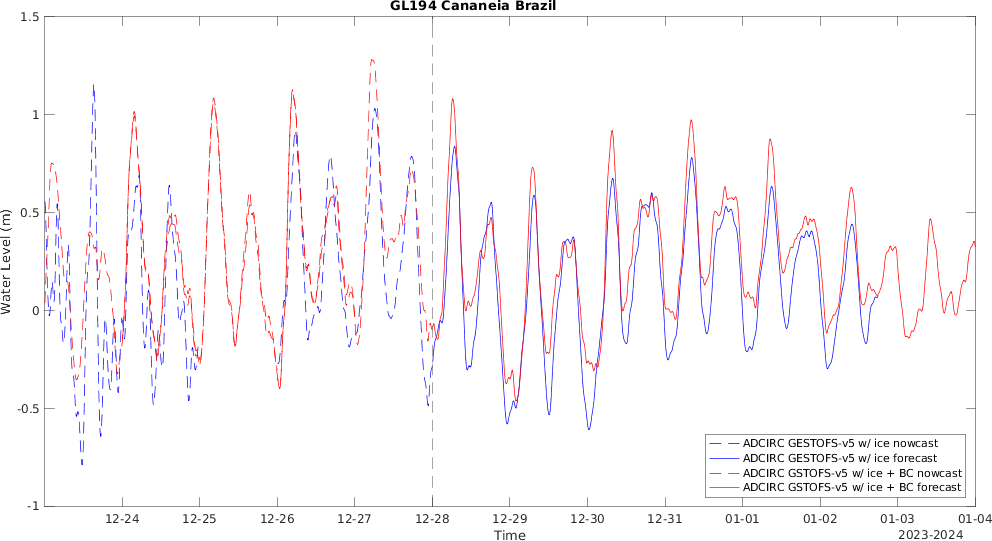 GL194 Cananeia Brazil
1.5
1
0.5
0
-0.5
-1
Water Level (m)
12-24 12-25 12-26 12-27 12-28 12-29 12-30 12-31 01-01 01-02 01-03 01-04
Time
2023-2024
ADCIRC GESTOFS-v5 w/ ice nowcast
ADCIRC GESTOFS-v5 w/ ice forecast
ADCIRC GSTOFS-v5 w/ ice + BC nowcast
ADCIRC GSTOFS-v5 w/ ice + BC forecast